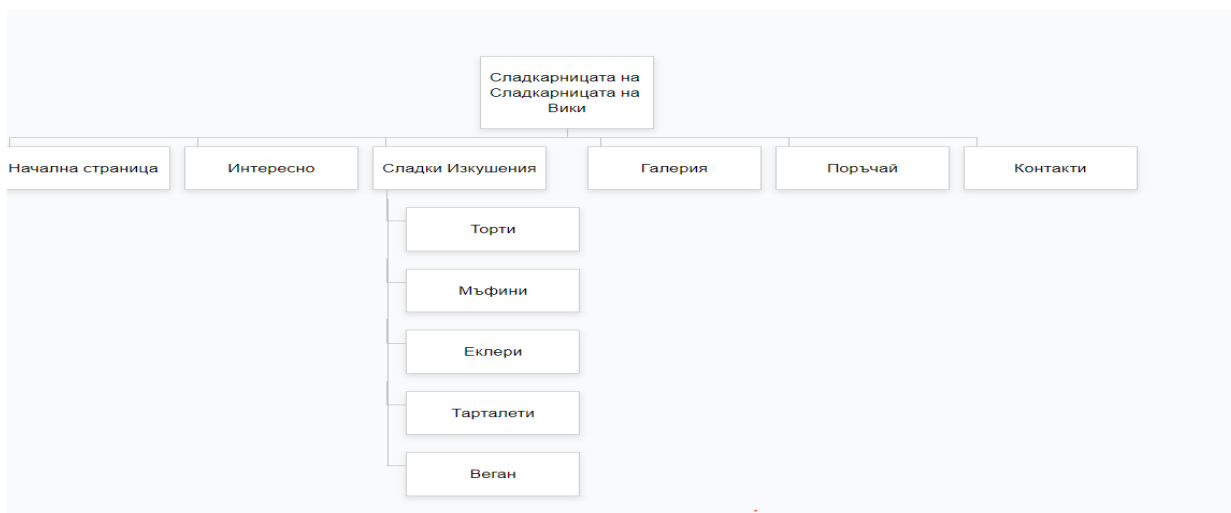 Сладкарницата на
Сладкарницата на
Вики
Начална страница
Интересно
Сладки Изкушения
Галерия
Поръчай
Контакти
Торти
Мъфини
Еклери
Тарталети
Веган